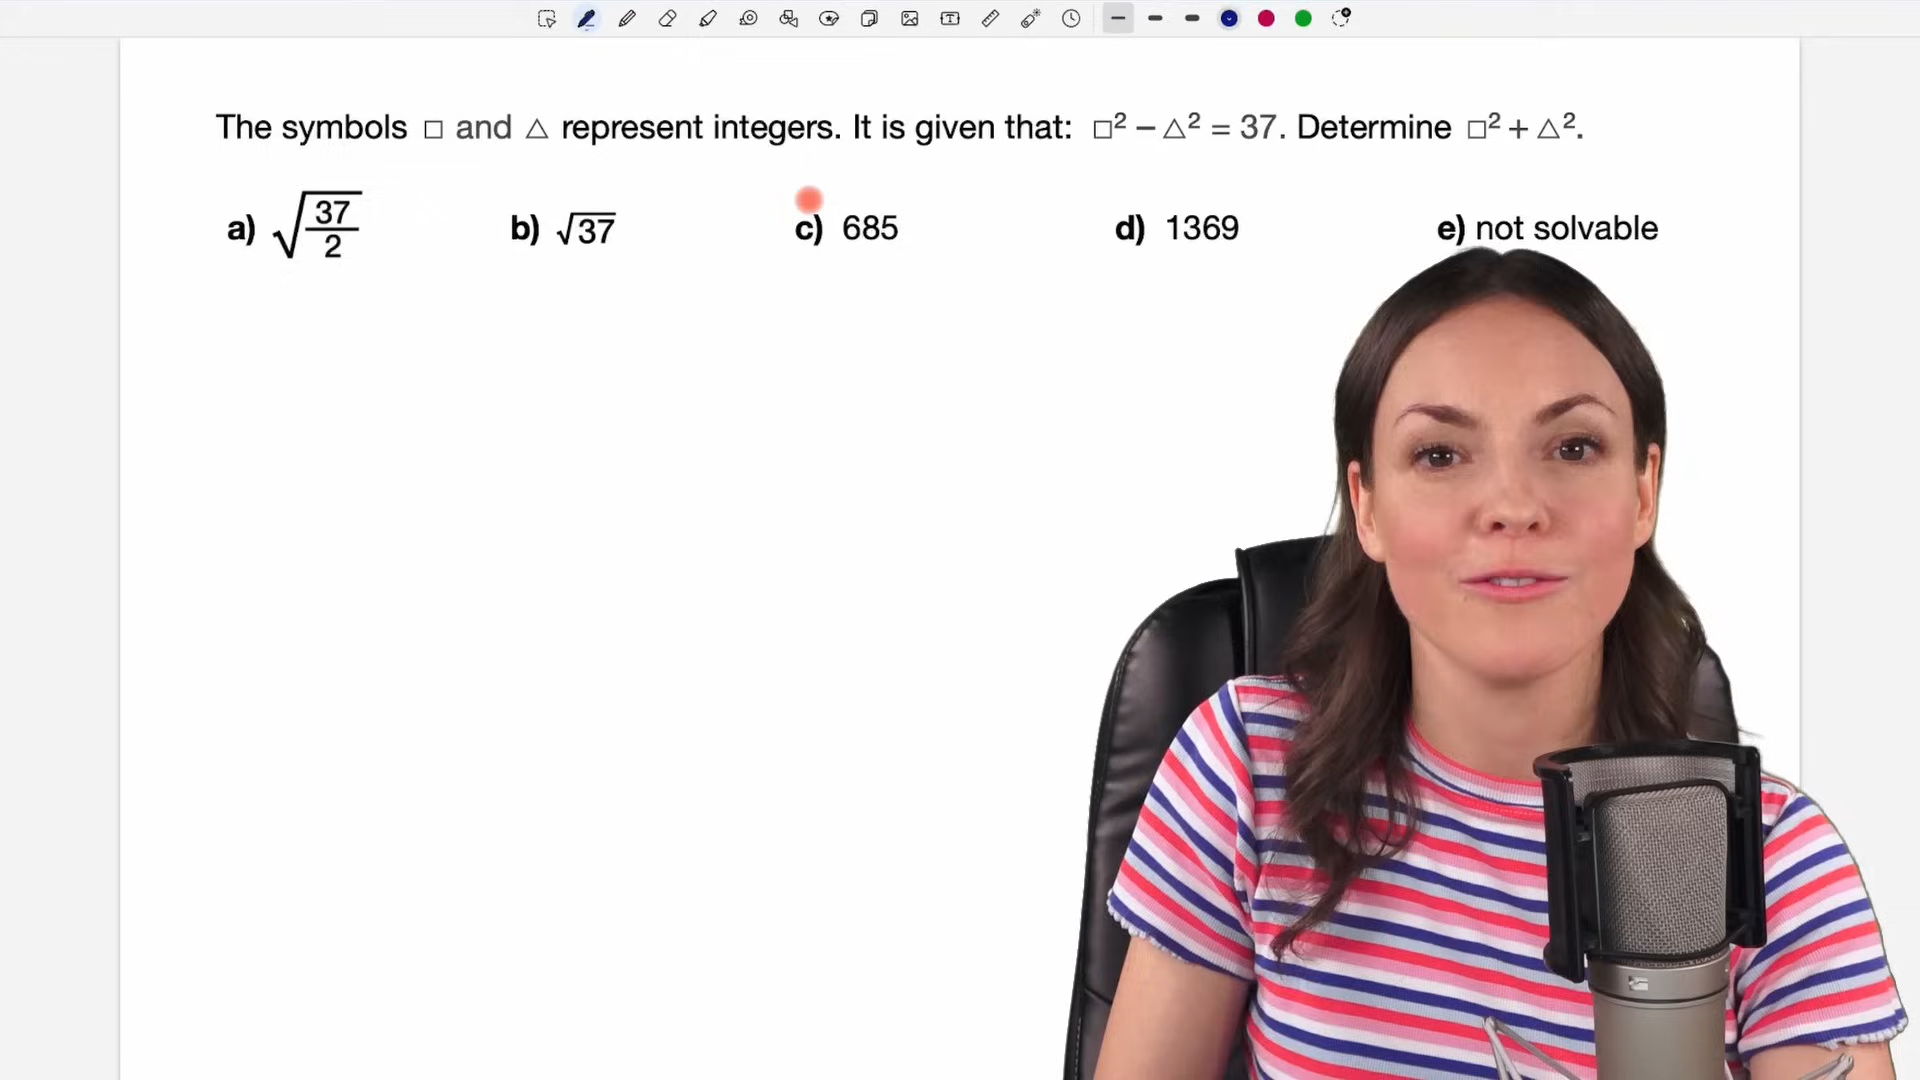 The symbols □ and △ represent integers. It is given that: □² − △² = 37. Determine □² + △².
a) √(37/2) b) √37 c) 685 d) 1369 e) not solvable